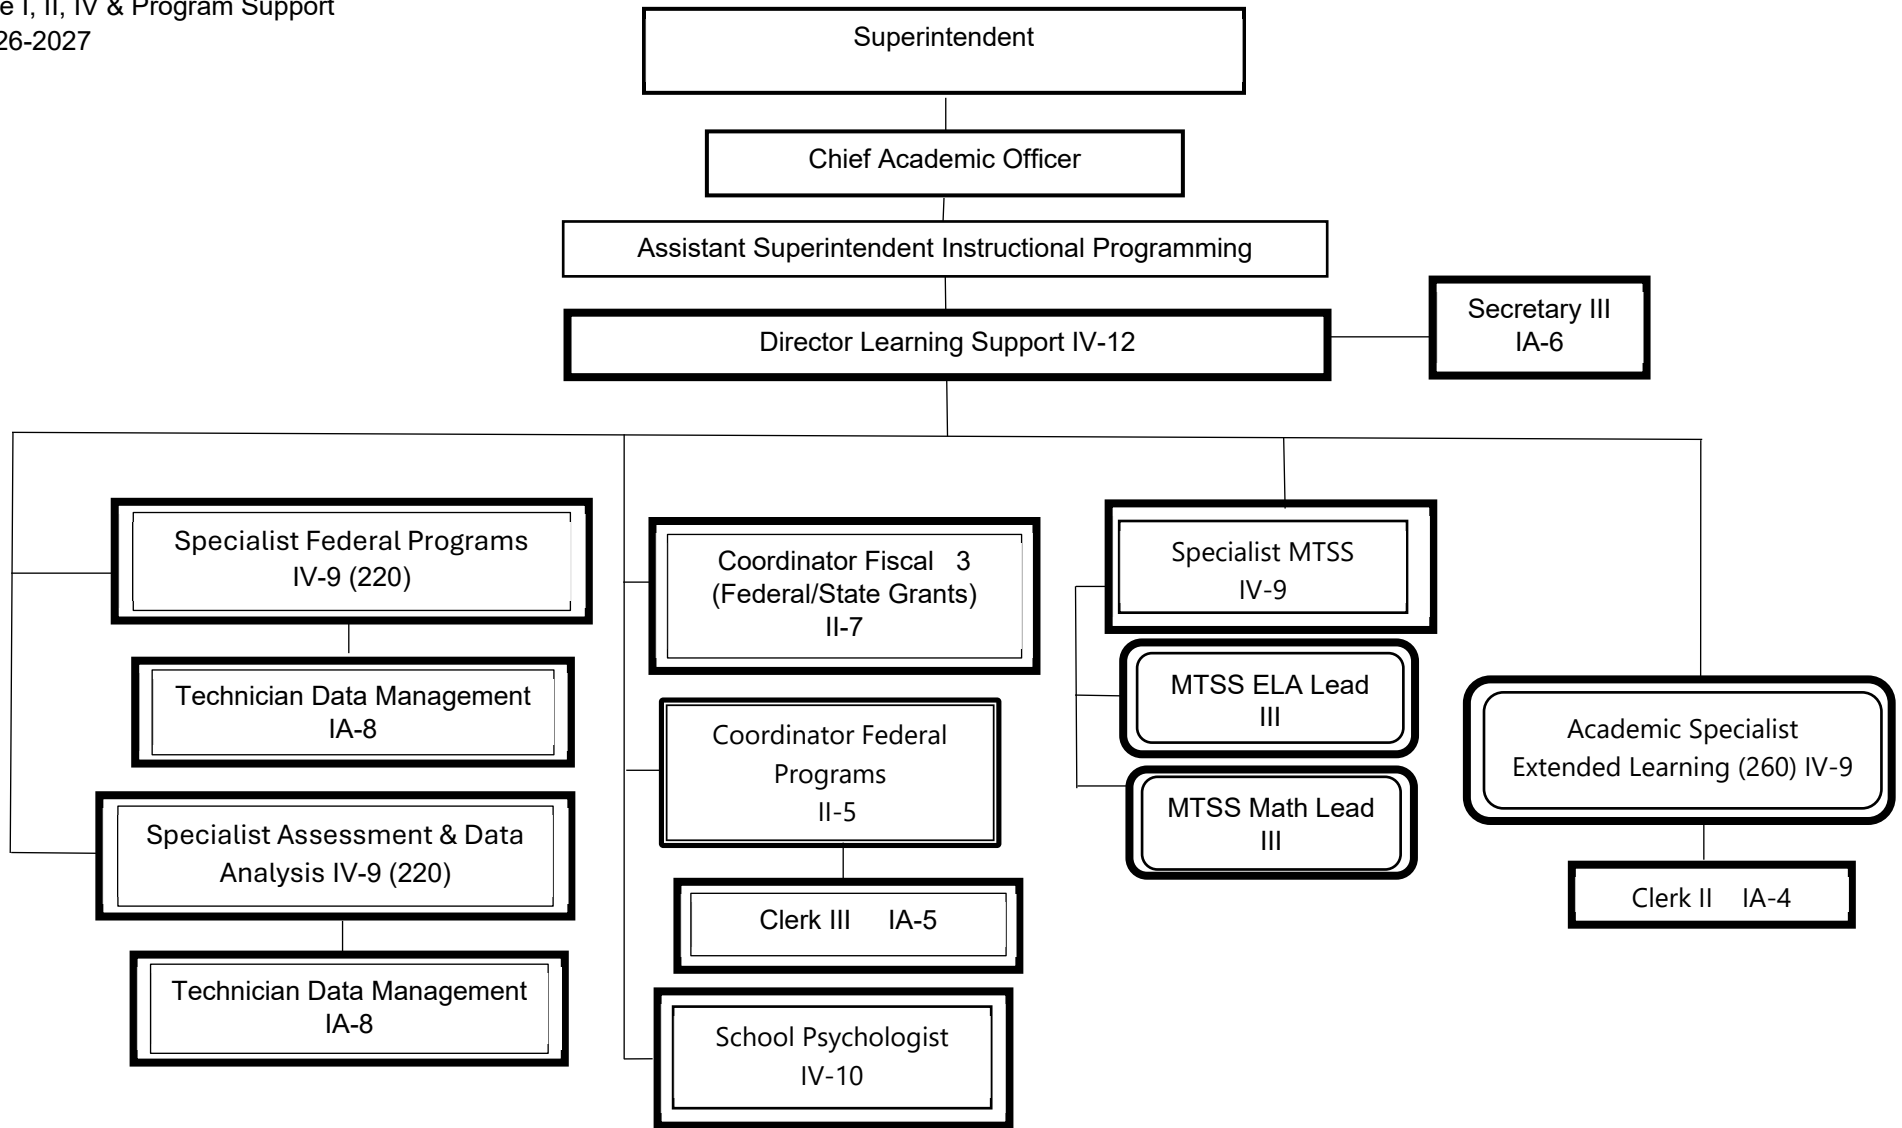 e I, II, IV & Program Support
26-2027
Superintendent
Chief Academic Officer
Assistant Superintendent Instructional Programming
Director Learning Support IV-12
Secretary III
IA-6
Specialist Federal Programs
IV-9 (220)
Technician Data Management
IA-8
Specialist Assessment & Data
Analysis IV-9 (220)
Technician Data Management
IA-8
Coordinator Fiscal 3
(Federal/State Grants)
II-7
Coordinator Federal
Programs
II-5
Clerk III IA-5
School Psychologist
IV-10
Specialist MTSS
IV-9
MTSS ELA Lead
III
MTSS Math Lead
III
Academic Specialist
Extended Learning (260) IV-9
Clerk II IA-4